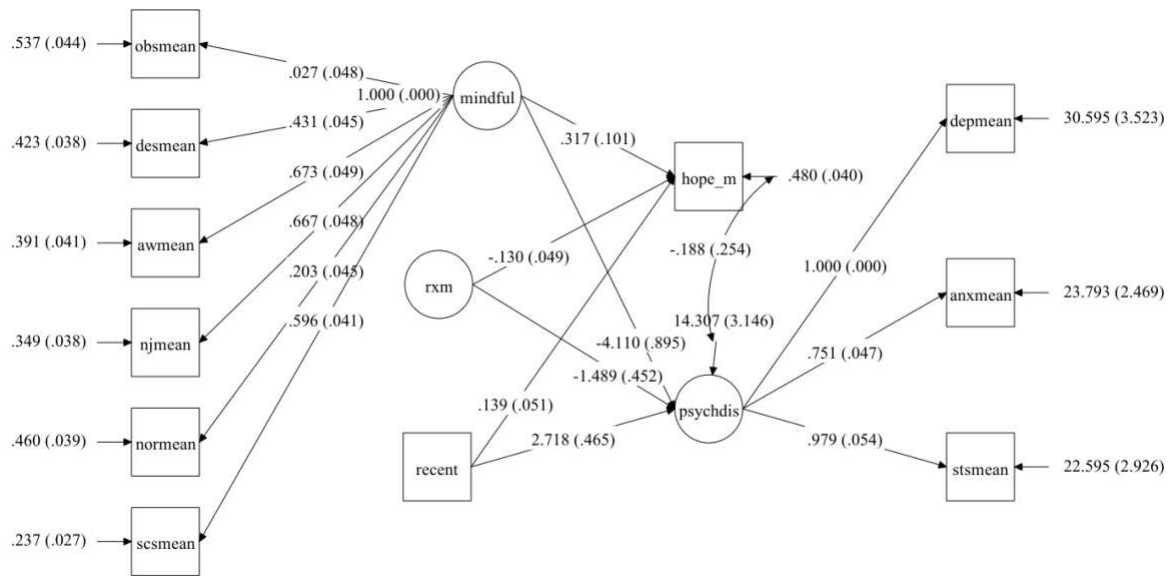 .537 (.044)
obsmean
.027 (.048)
1.000 (.000)
mindful
.423 (.038)
desmean
.431 (.045)
.317 (.101)
depmean
30.595 (3.523)
hope_m
.480 (.040)
.673 (.049)
.391 (.041)
awmean
.667 (.048)
-.130 (.049)
-.188 (.254)
1.000 (.000)
.203 (.045)
rxm
anxmean
23.793 (2.469)
.596 (.041)
14.307 (3.146)
.349 (.038)
njmean
-4.110 (.895)
.751 (.047)
-1.489 (.452)
.139 (.051)
psychdis
.460 (.039)
normean
2.718 (.465)
.979 (.054)
recent
stsmean
22.595 (2.926)
.237 (.027)
scsmean